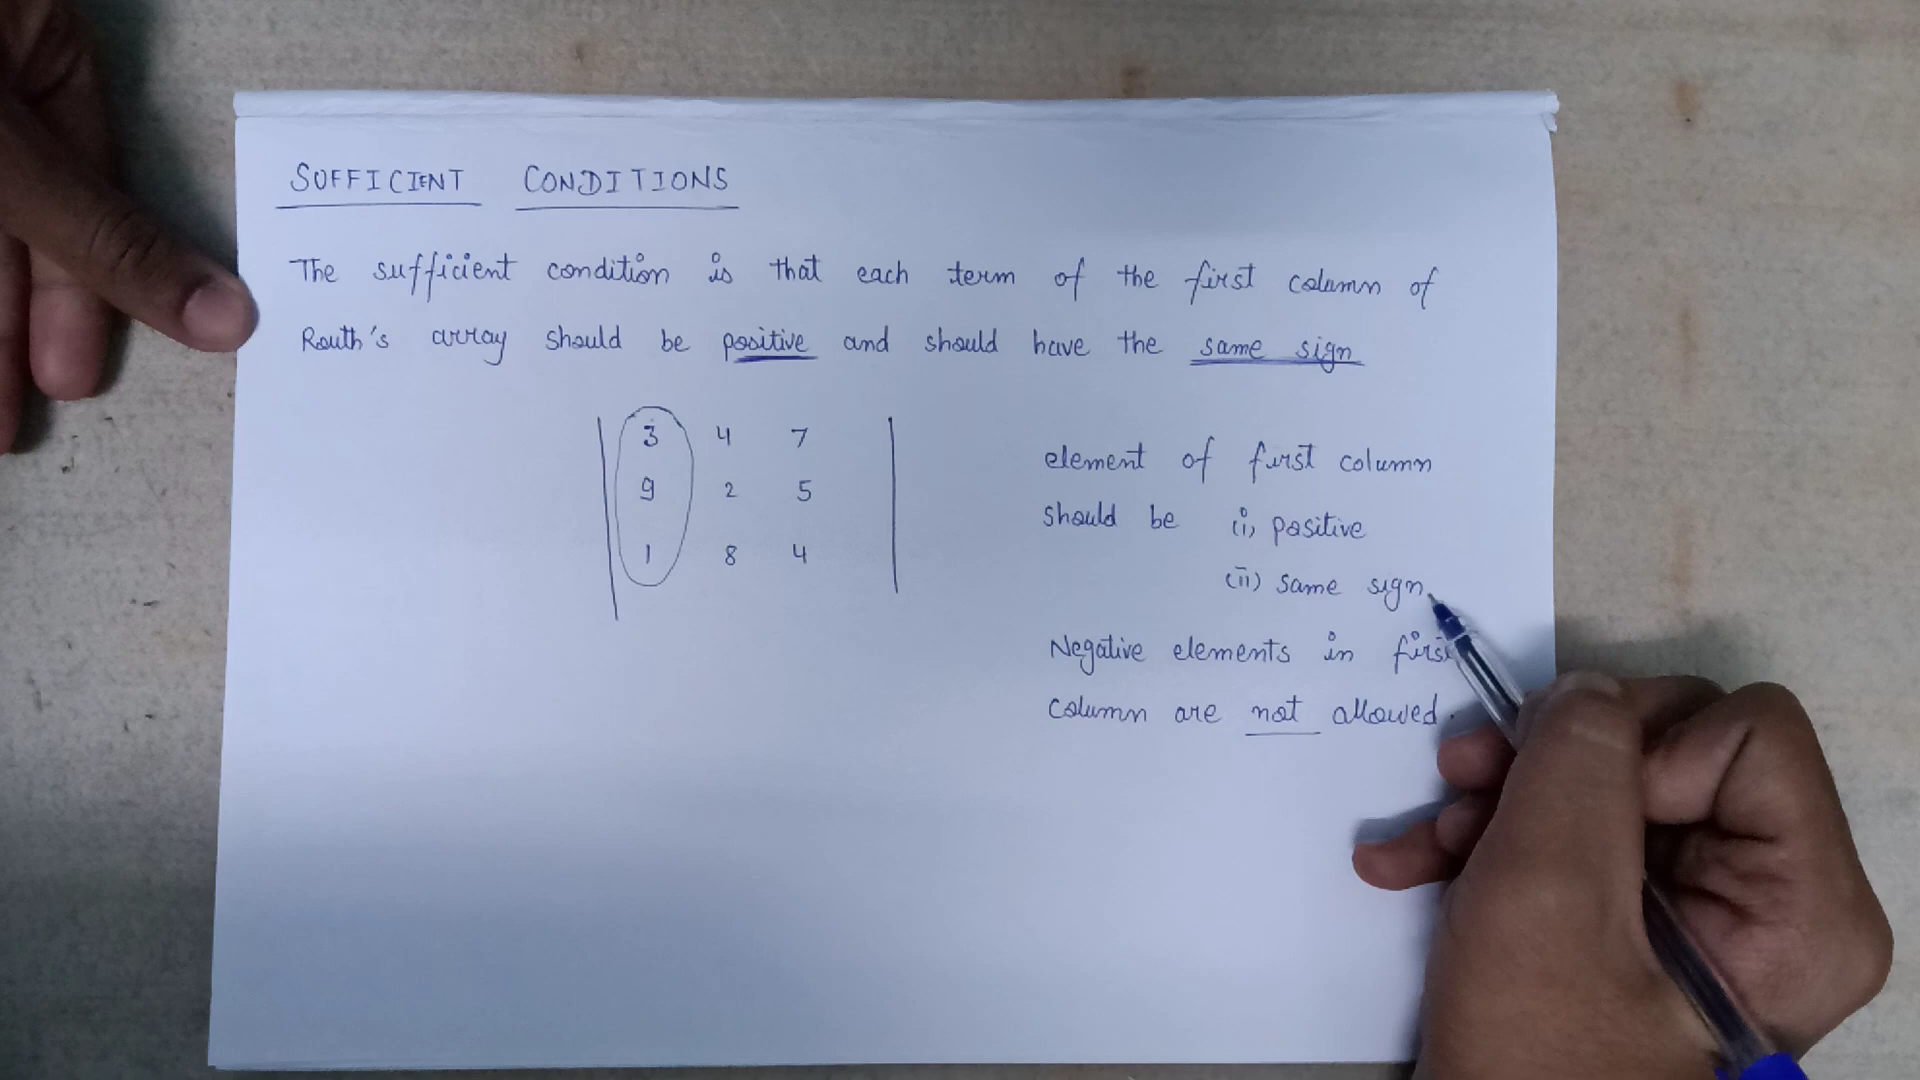 SUFFICIENT CONDITIONS
The sufficient condition is that each term of the first column of
Routh's array should be positive and should have the same sign
3 4 7
9 2 5
1 8 4
element of first column
should be (i) positive
(ii) same sign
Negative elements in first
column are not allowed.